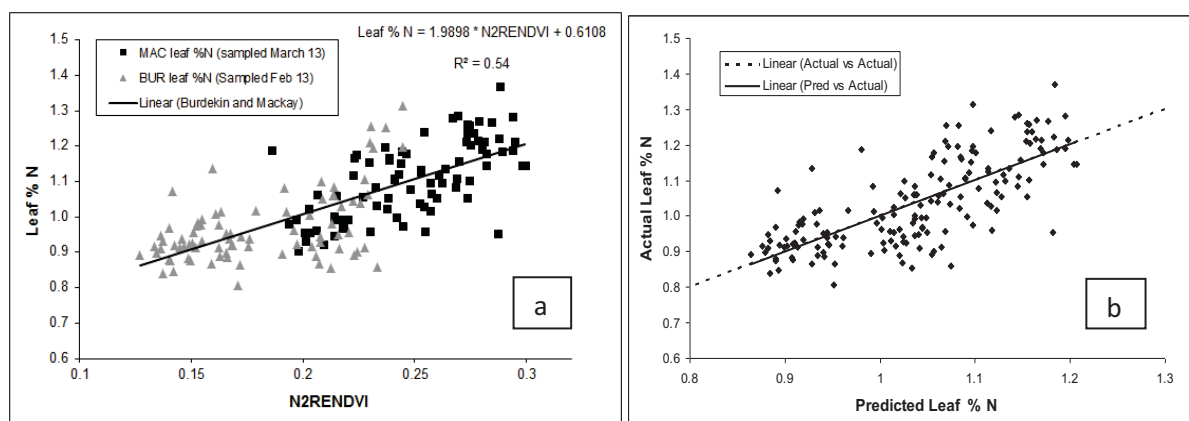 Leaf % N = 1.9898 * N2RENDVI + 0.6108
R² = 0.54
MAC leaf %N (sampled March 13)
BUR leaf %N (Sampled Feb 13)
Linear (Burdekin and Mackay)
Leaf % N
1.5
1.4
1.3
1.2
1.1
1.0
0.9
0.8
0.7
0.6
0.1
0.15
0.2
0.25
0.3
N2RENDVI
a
Linear (Actual vs Actual)
Linear (Pred vs Actual)
Actual Leaf % N
1.5
1.4
1.3
1.2
1.1
1.0
0.9
0.8
0.7
0.6
0.8
0.9
1
1.1
1.2
1.3
Predicted Leaf % N
b